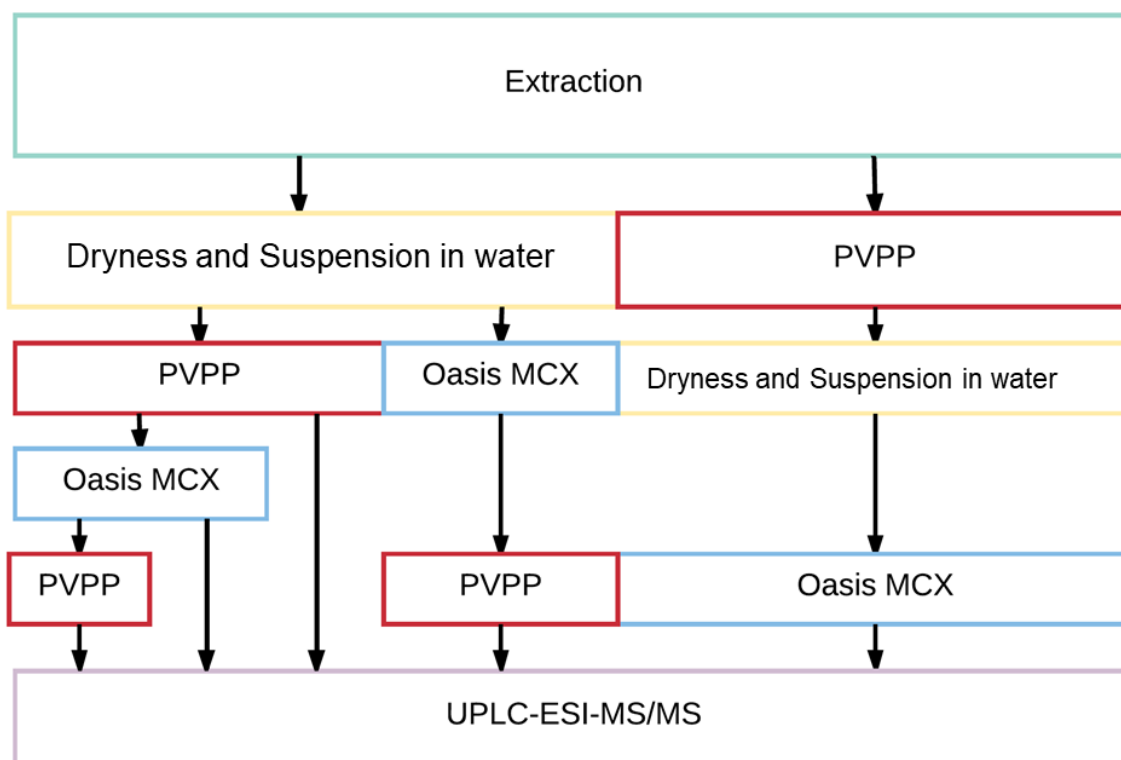 Extraction
Dryness and Suspension in water
PVPP
PVPP
Oasis MCX
Dryness and Suspension in water
Oasis MCX
PVPP
PVPP
Oasis MCX
UPLC-ESI-MS/MS